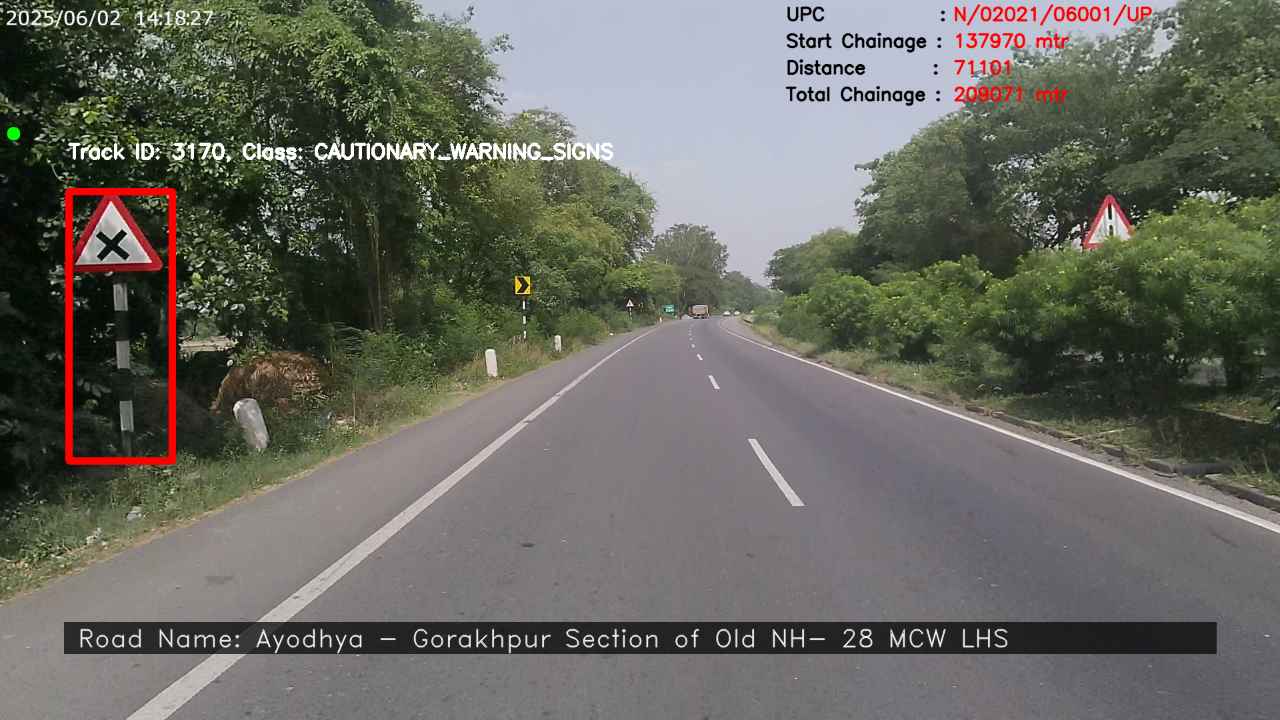 2025/06/02 14:18:27
UPC : N/02021/06001/UP
Start Chainage : 137970 mtr
Distance : 71101
Total Chainage : 209071 mtr
Track ID: 3170, Class: CAUTIONARY_WARNING_SIGNS
Road Name: Ayodhya - Gorakhpur Section of Old NH- 28 MCW LHS